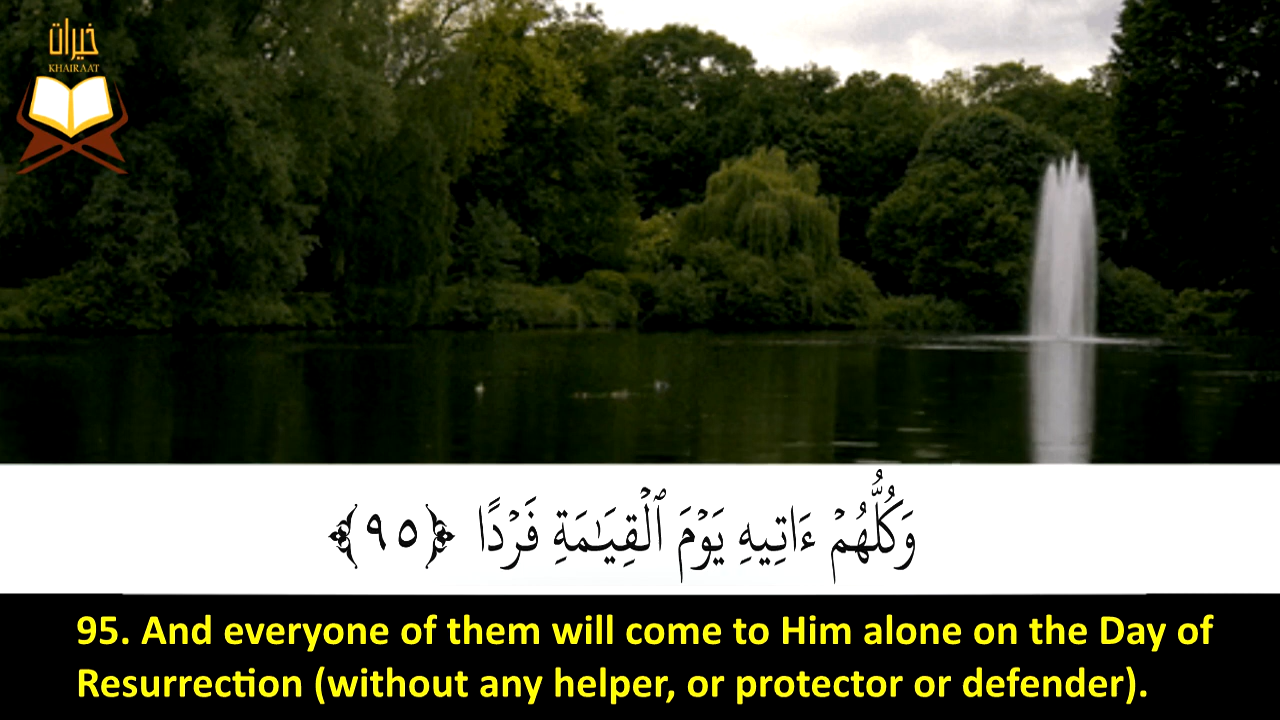 خيرات
KHAIRAAT
وَكُلُّهُمْ ءَاتِيهِ يَوْمَ ٱلْقِيَـٰمَةِ فَرْدًا ﴿٩٥﴾
95. And everyone of them will come to Him alone on the Day of
Resurrection (without any helper, or protector or defender).